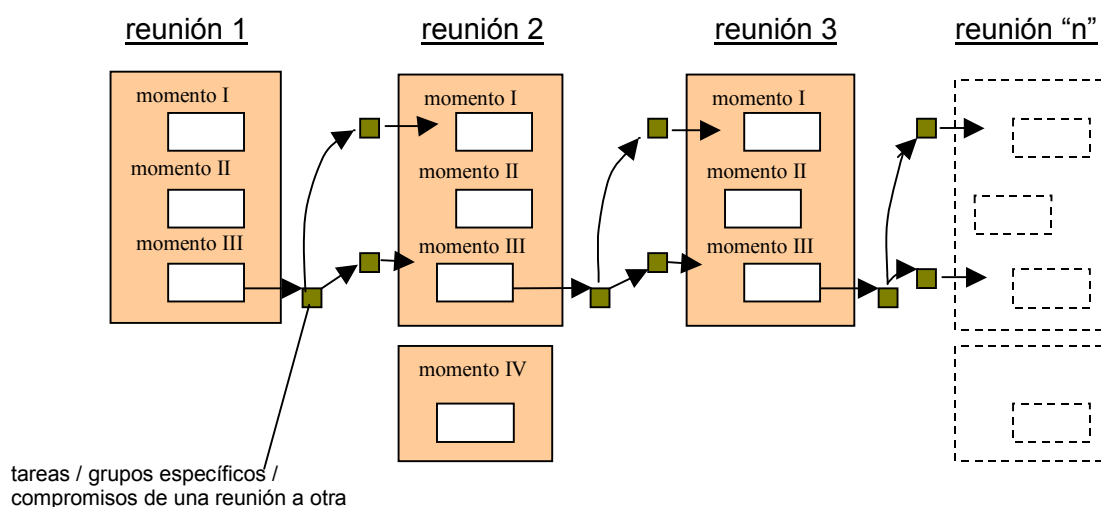 reunión 1
reunión 2
reunión 3
reunión “n”
momento I
momento I
momento I
momento II
momento II
momento II
momento III
momento III
momento III
momento IV
tareas / grupos específicos /
compromisos de una reunión a otra